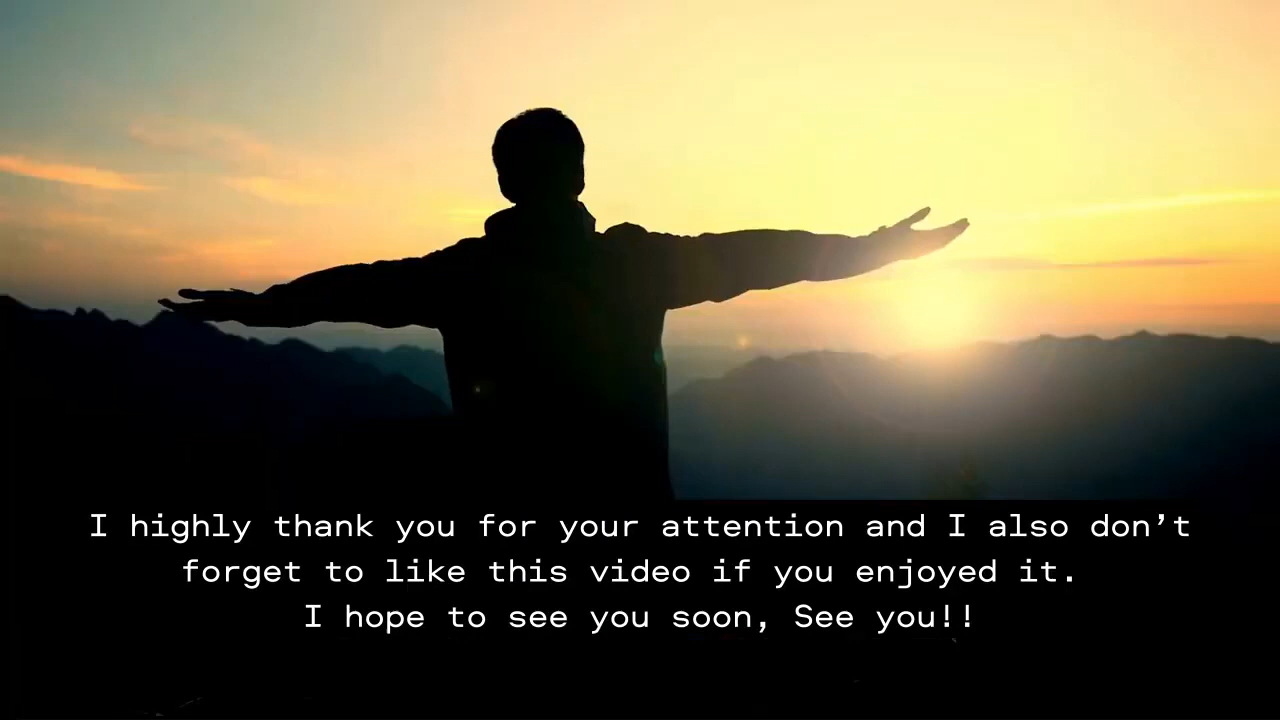 I highly thank you for your attention and I also don’t
forget to like this video if you enjoyed it.
I hope to see you soon, See you!!